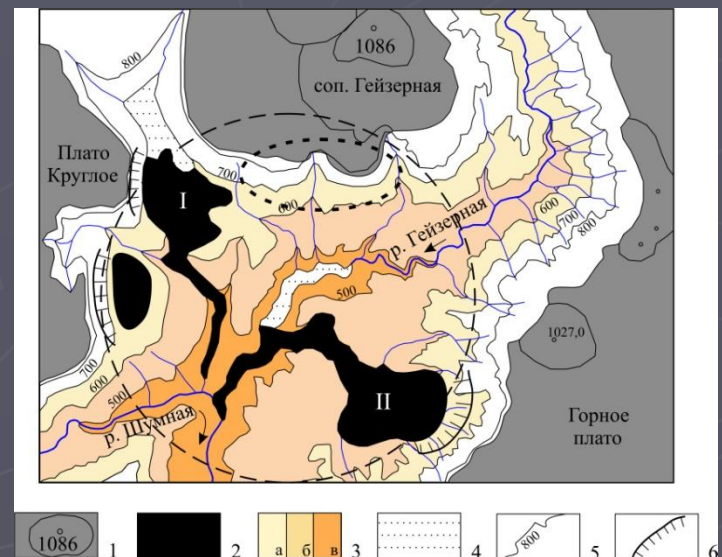 1086
соп. Гейзерная
800
Плато
Круглое
I
700
600
р. Гейзерная
600
700
800
500
1027,0
II
Горное
плато
700
600
500
р. Шумная
1086 1 2 а б в 3 4 800 5 6